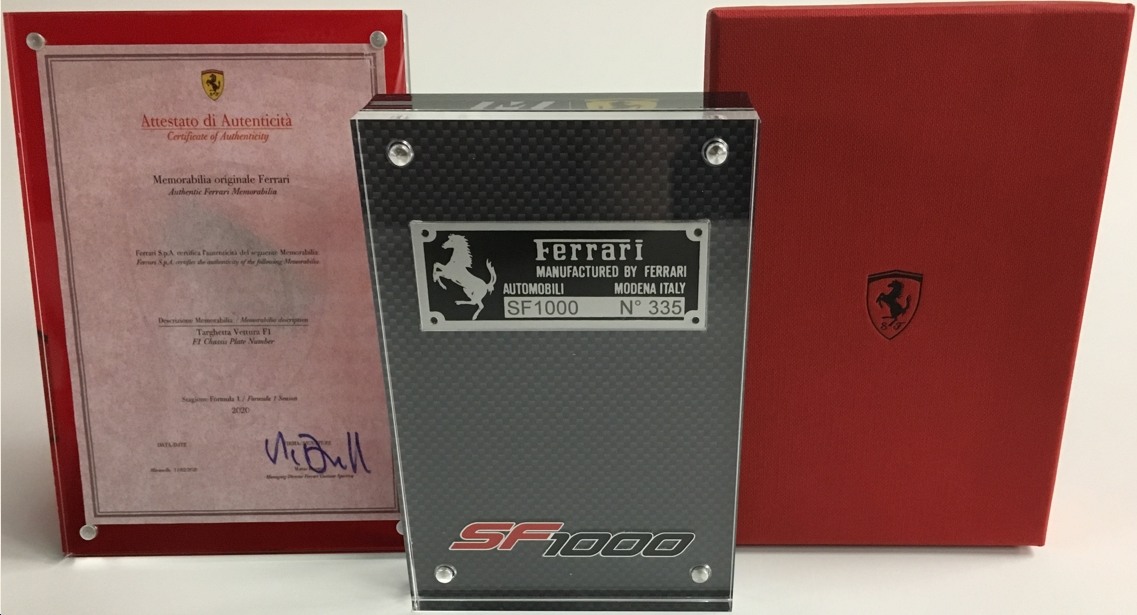 Attestato di Autenticità
Certificate of Authenticity
Memorabilia originale Ferrari
Authentic Ferrari Memorabilia
Ferrari S.p.A. certifica l'autenticità del seguente Memorabilia
Ferrari S.p.A. certifies the authenticity of the following Memorabilia
Descrizione Memorabilia / Memorabilia description
Targhetta Vettura F1
F1 Chassis Plate Number
Stagione Formula 1 / Formula 1 Season
2020
DATA/DATE
Ferrari
MANUFACTURED BY FERRARI
AUTOMOBILI MODENA ITALY
SF1000 N° 335
SF1000
S F